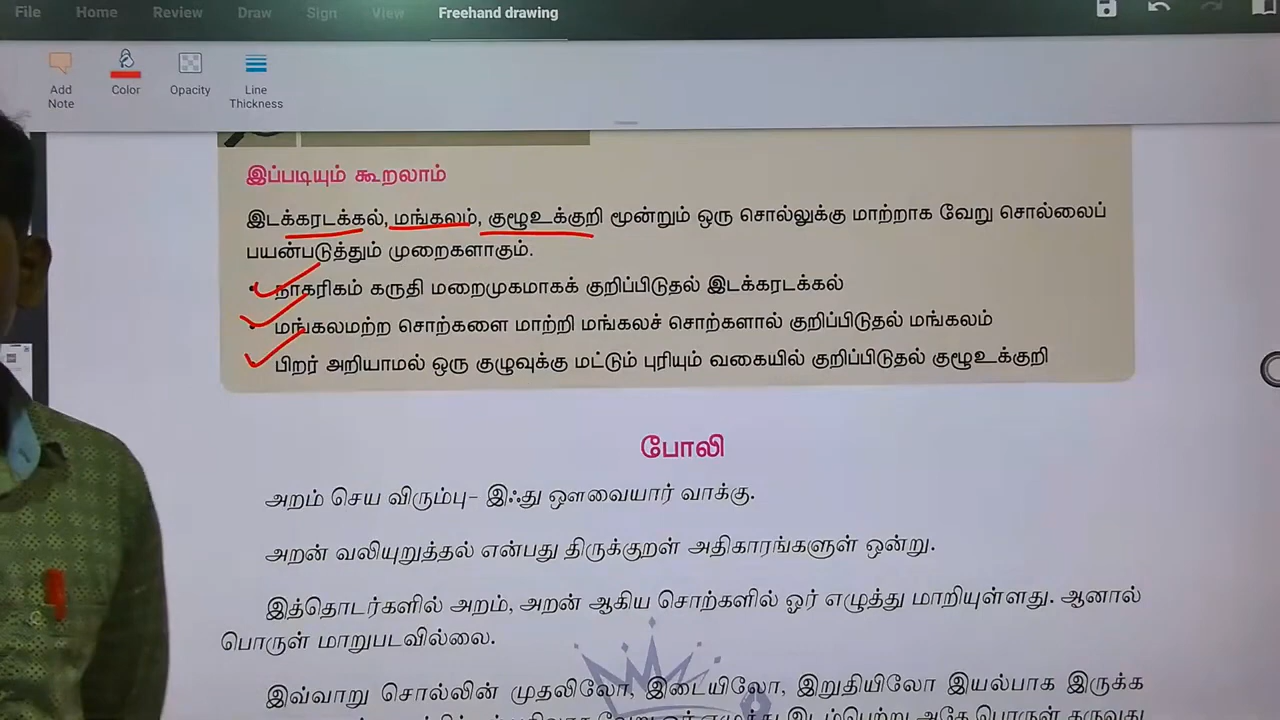 File Home Review Draw Sign View Freehand drawing
Add Note Color Opacity Line Thickness
இப்படியும் கூறலாம்
இடக்கரடக்கல், மங்கலம், குழூஉக்குறி மூன்றும் ஒரு சொல்லுக்கு மாற்றாக வேறு சொல்லைப்
பயன்படுத்தும் முறைகளாகும்.
• நாகரிகம் கருதி மறைமுகமாகக் குறிப்பிடுதல் இடக்கரடக்கல்
• மங்கலமற்ற சொற்களை மாற்றி மங்கலச் சொற்களால் குறிப்பிடுதல் மங்கலம்
பிறர் அறியாமல் ஒரு குழுவுக்கு மட்டும் புரியும் வகையில் குறிப்பிடுதல் குழூஉக்குறி
போலி
அறம் செய விரும்பு- இஃது ஔவையார் வாக்கு.
அறன் வலியுறுத்தல் என்பது திருக்குறள் அதிகாரங்களுள் ஒன்று.
இத்தொடர்களில் அறம், அறன் ஆகிய சொற்களில் ஓர் எழுத்து மாறியுள்ளது. ஆனால்
பொருள் மாறுபடவில்லை.
இவ்வாறு சொல்லின் முதலிலோ, இடையிலோ, இறுதியிலோ இயல்பாக இருக்க